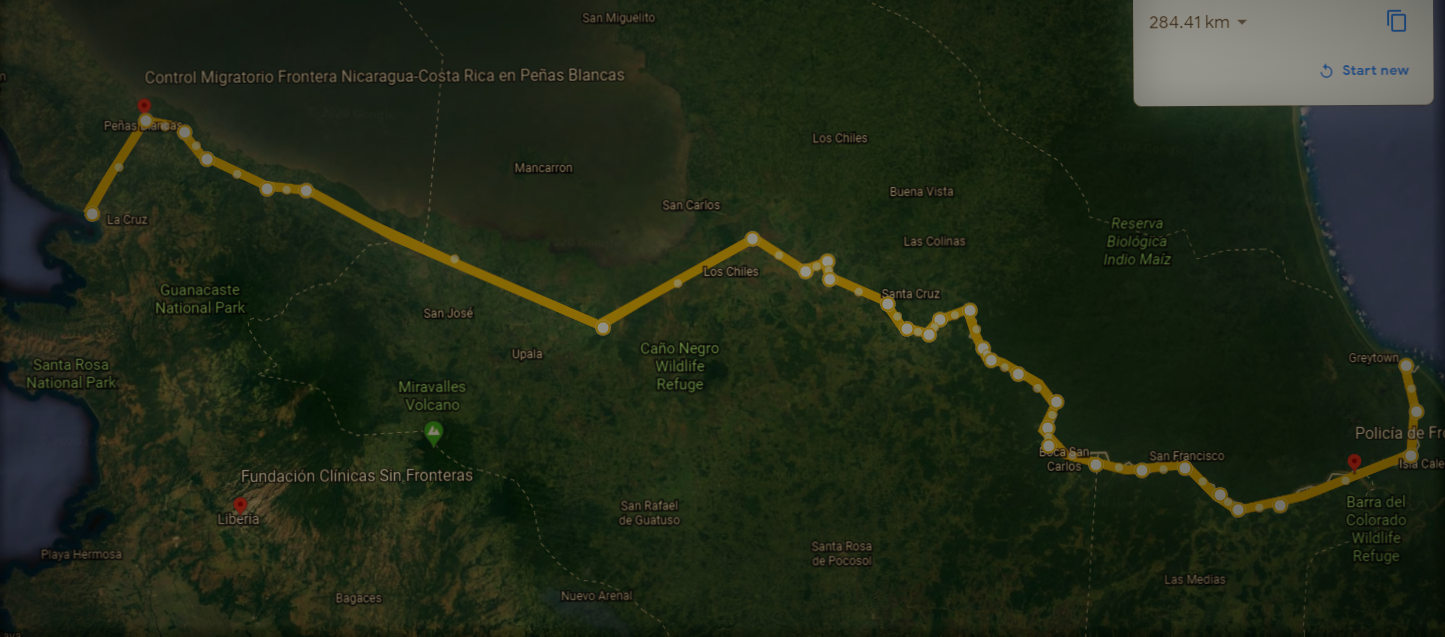 San Miguelito
284.41 km
Start new
Control Migratorio Frontera Nicaragua-Costa Rica en Peñas Blancas
Peñas Blancas
Los Chiles
Mancarron
San Carlos
Buena Vista
La Cruz
Reserva
Biológica
Indio Maíz
Las Colinas
Los Chiles
Guanacaste
National Park
Santa Cruz
San José
Upala
Caño Negro
Wildlife
Refuge
Greytown
Santa Rosa
National Park
Miravalles
Volcano
Policía de Fr
Boca San
Carlos
San Francisco
Isla Cale
Fundación Clínicas Sin Fronteras
Liberia
San Rafael
de Guatuso
Barra del
Colorado
Wildlife
Refuge
Playa Hermosa
Santa Rosa
de Pocosol
Las Medias
Bagaces
Nuevo Arenal